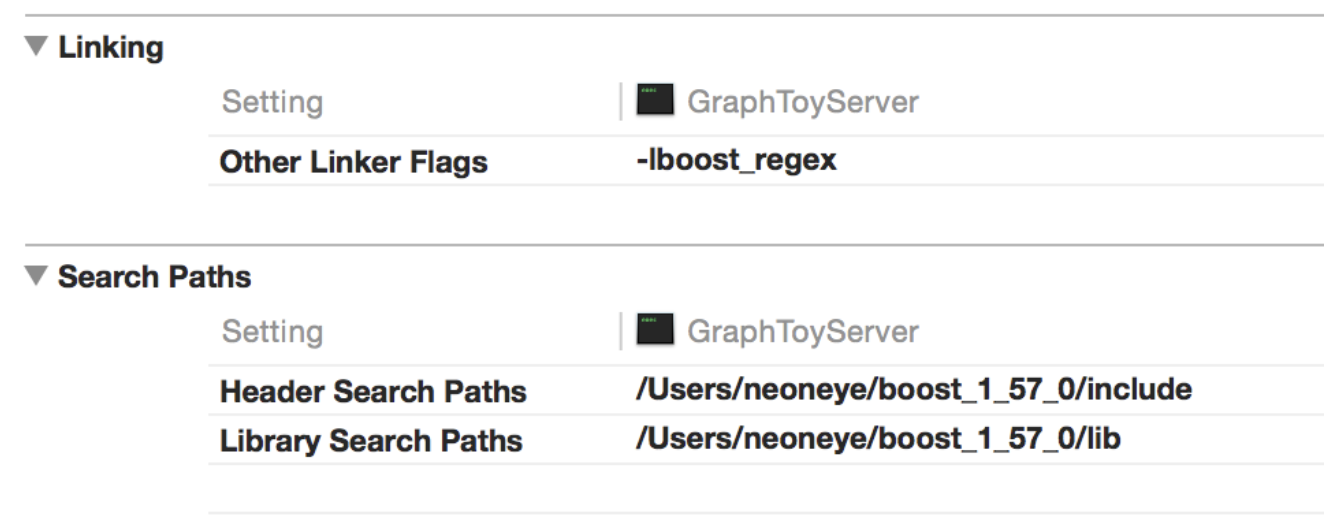 Linking
Setting GraphToyServer
Other Linker Flags -lboost_regex
Search Paths
Setting GraphToyServer
Header Search Paths /Users/neoneye/boost_1_57_0/include
Library Search Paths /Users/neoneye/boost_1_57_0/lib